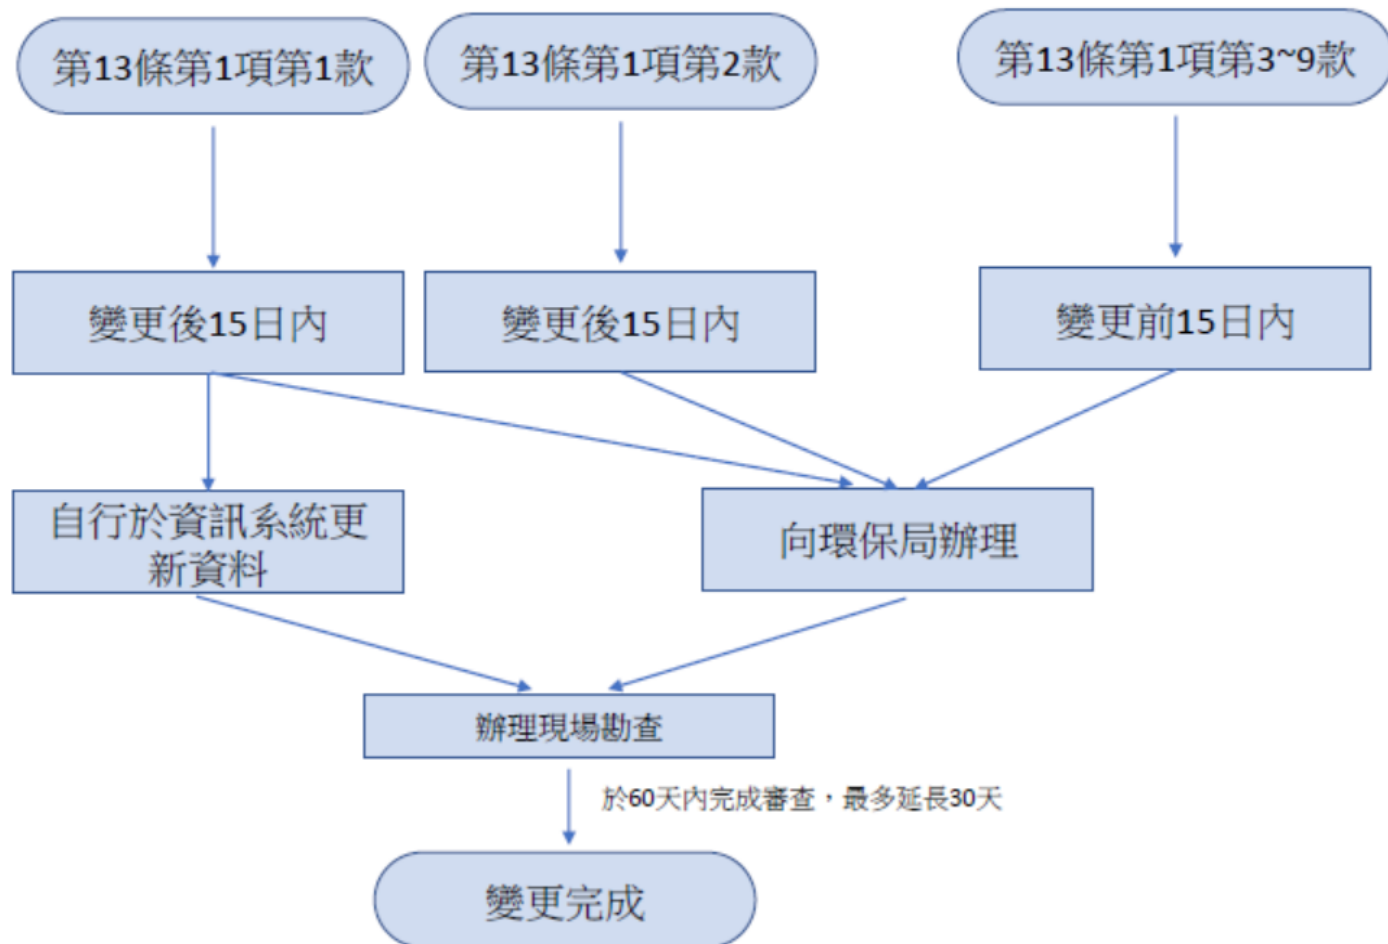 第13條第1項第1款
第13條第1項第2款
第13條第1項第3~9款
變更後15日內
變更後15日內
變更前15日內
自行於資訊系統更
新資料
向環保局辦理
辦理現場勘查
於60天內完成審查，最多延長30天
變更完成